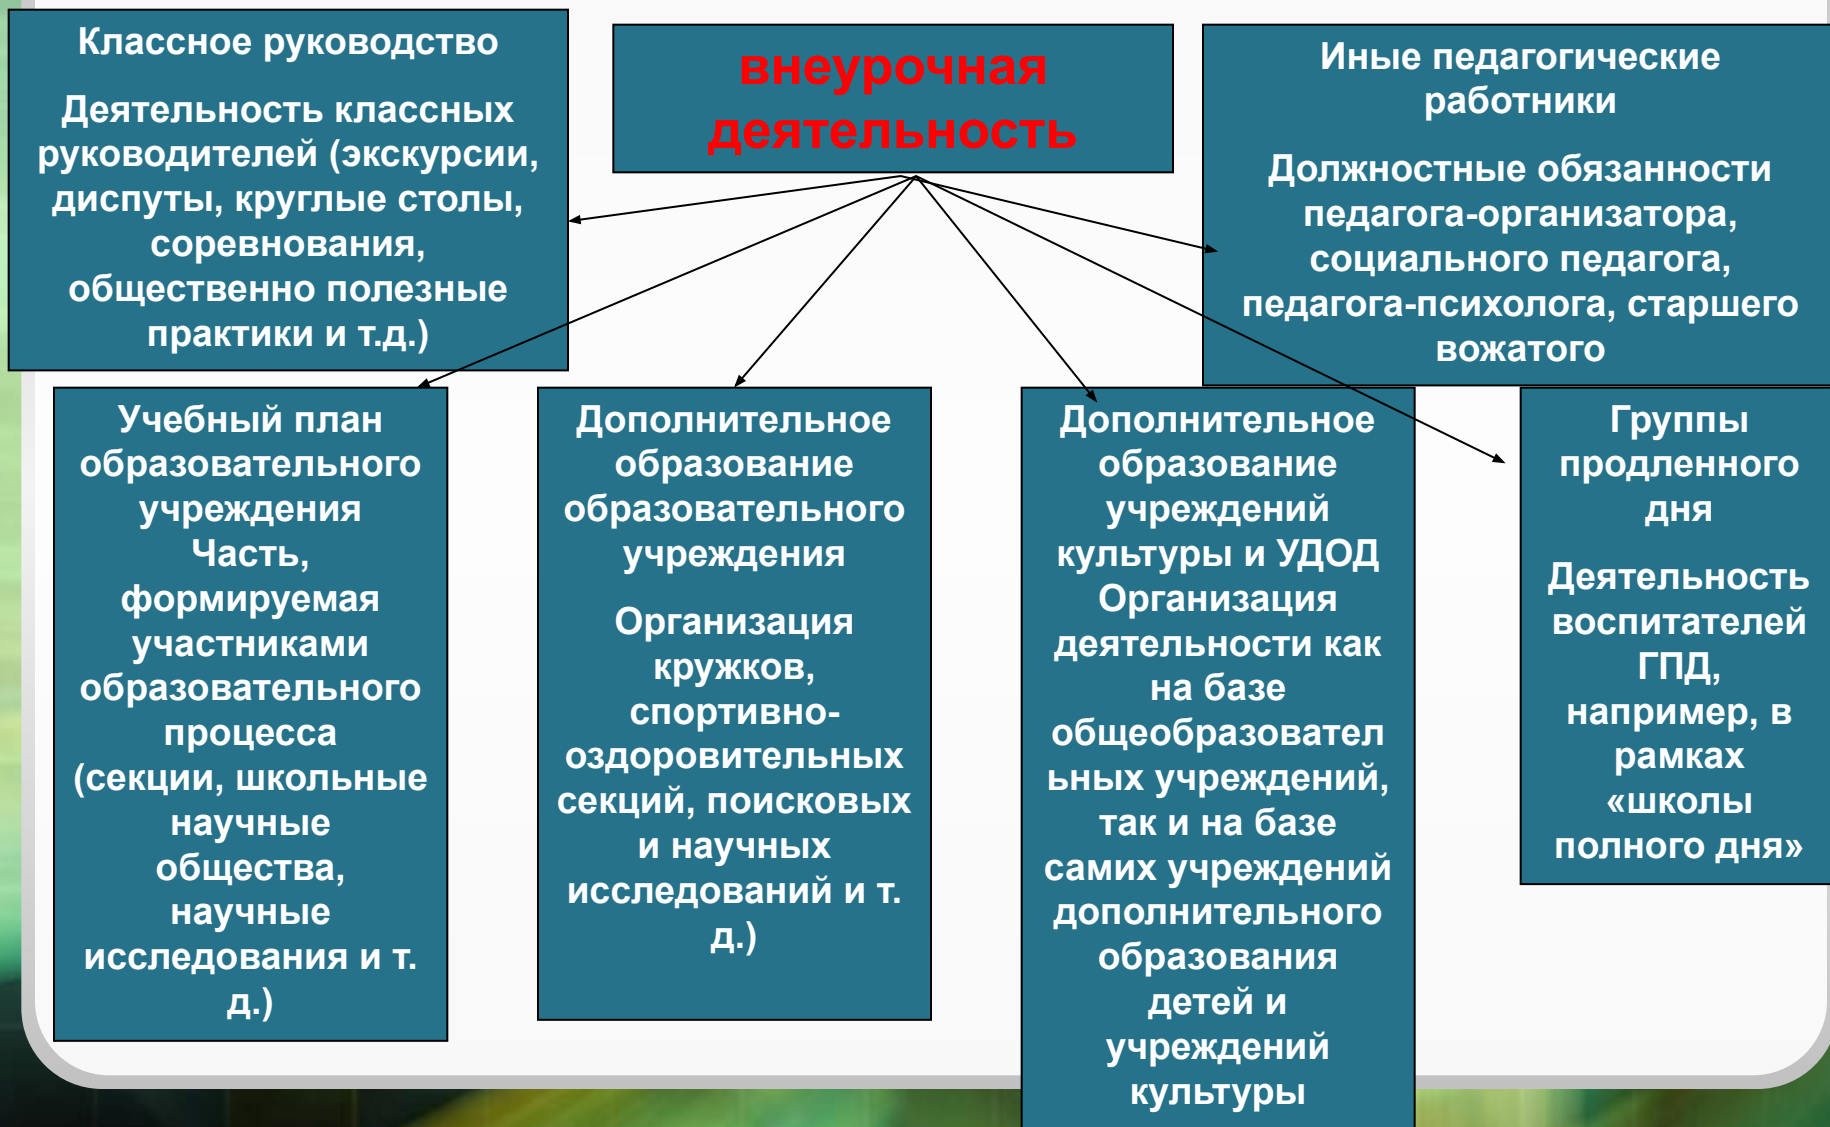 Классное руководство
Деятельность классных
руководителей (экскурсии,
диспуты, круглые столы,
соревнования,
общественно полезные
практики и т.д.)
внеурочная
деятельность
Иные педагогические
работники
Должностные обязанности
педагога-организатора,
социального педагога,
педагога-психолога, старшего
вожатого
Учебный план
образовательного
учреждения
Часть,
формируемая
участниками
образовательного
процесса
(секции, школьные
научные
общества,
научные
исследования и т.
д.)
Дополнительное
образование
образовательного
учреждения
Организация
кружков,
спортивно-
оздоровительных
секций, поисковых
и научных
исследований и т.
д.)
Дополнительное
образование
учреждений
культуры и УДОД
Организация
деятельности как
на базе
общеобразовател
ьных учреждений,
так и на базе
самих учреждений
дополнительного
образования
детей и
учреждений
культуры
Группы
продленного
дня
Деятельность
воспитателей
ГПД,
например, в
рамках
«школы
полного дня»